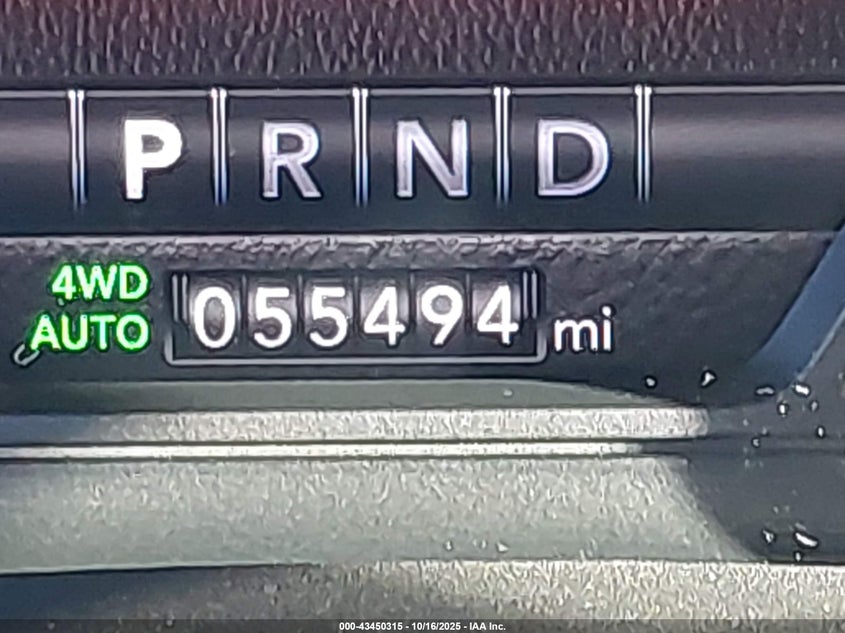 P R N D
4WD
AUTO 055494 mi
000-43450315 - 10/16/2025 - IAA Inc.